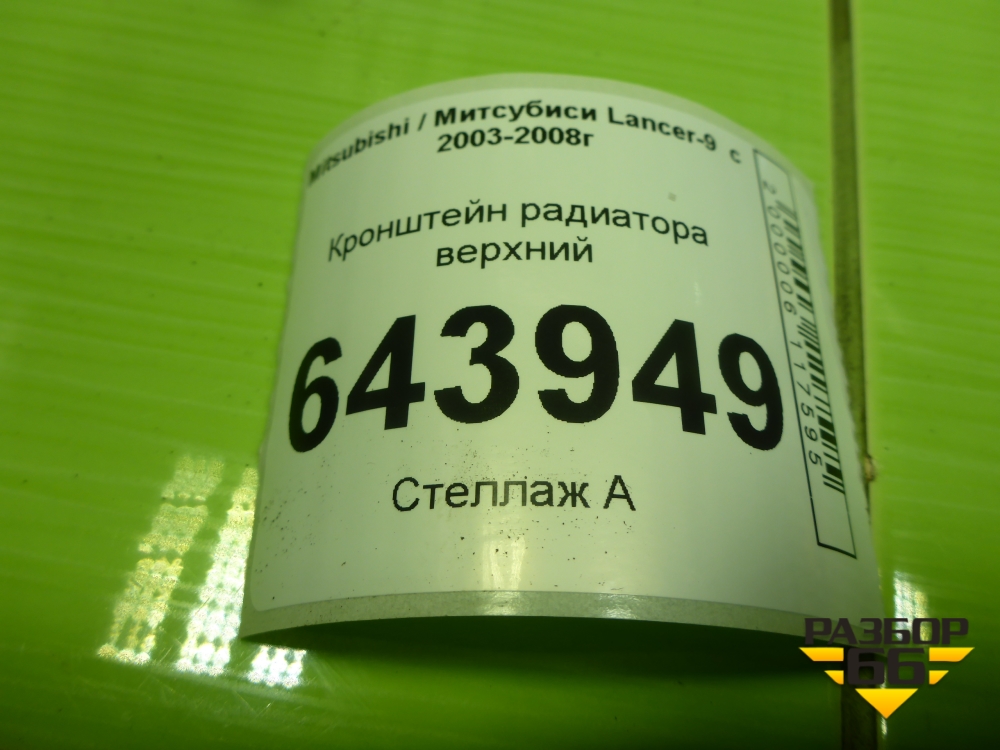 Mitsubishi / Митсубиси Lancer-9 с
2003-2008г
Кронштейн радиатора
верхний
643949
Стеллаж А
2000006117595
РАЗБОР
66